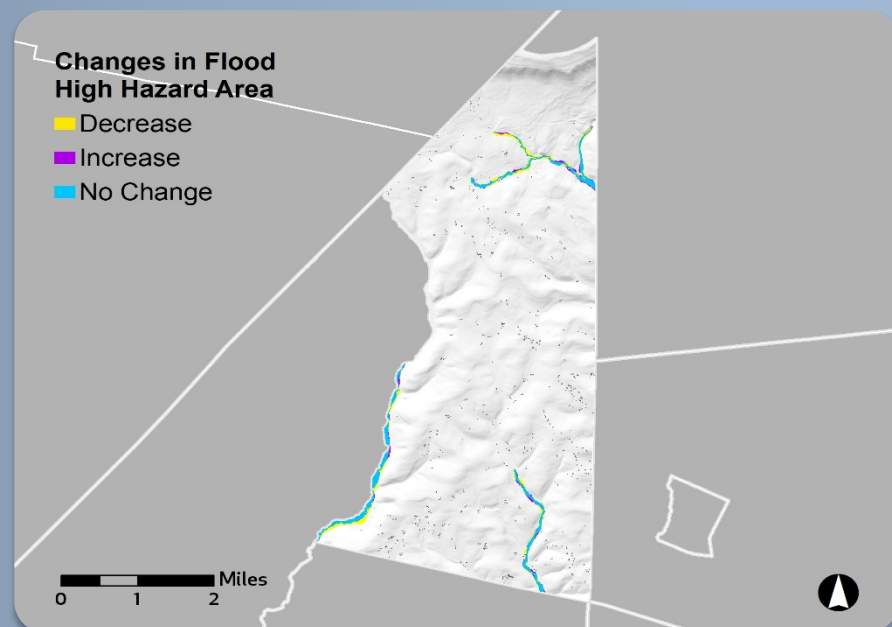 Changes in Flood
High Hazard Area
Decrease
Increase
No Change
Miles
0 1 2